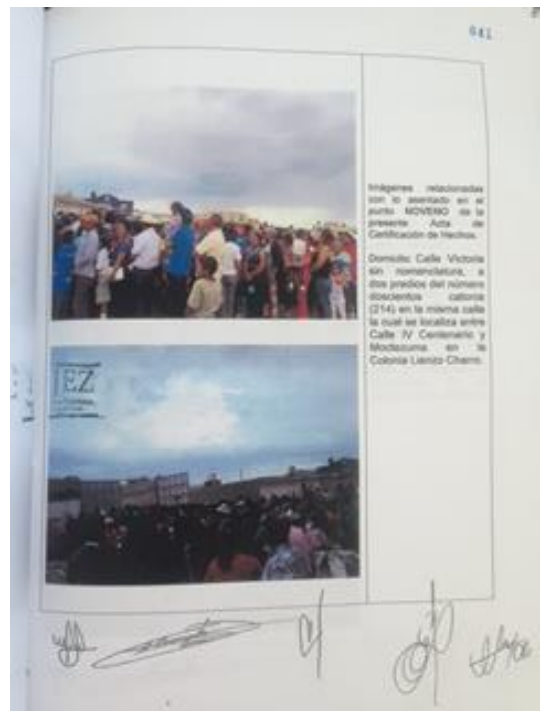 041
Imágenes relacionadas
con lo asentado en el
punto NOVENO de la
presente Acta de
Certificación de Hechos.
Domicilio: Calle Victoria
sin nomenclatura, a
dos predios del número
doscientos catorce
(214) en la misma calle
la cual se localiza entre
Calle IV Centenario y
Moctezuma en la
Colonia Lienzo Charro.
IEZ